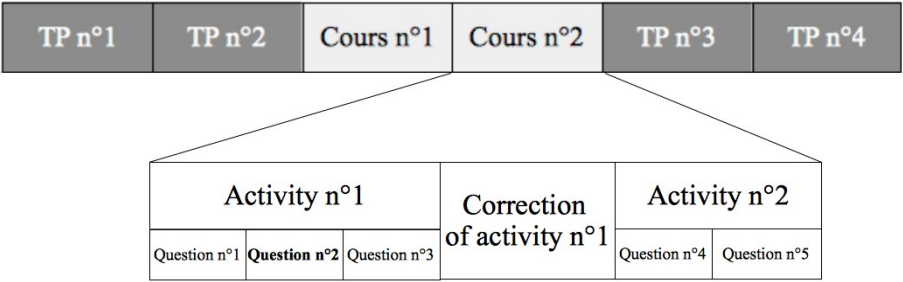 TP n°1 TP n°2 Cours n°1 Cours n°2 TP n°3 TP n°4
Activity n°1
Correction
of activity n°1
Activity n°2
Question n°1 Question n°2 Question n°3
Question n°4 Question n°5